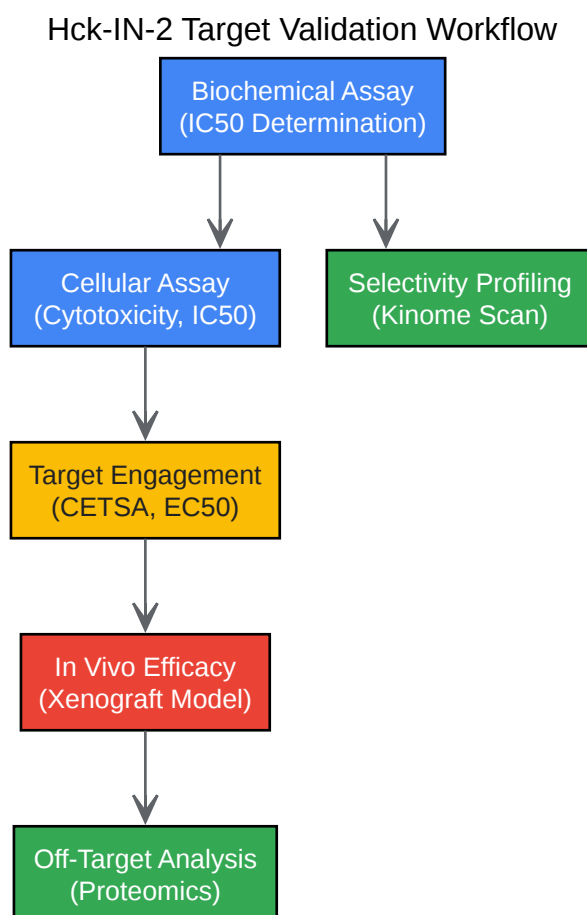 Hck-IN-2 Target Validation Workflow
Biochemical Assay
(IC50 Determination)
Cellular Assay
(Cytotoxicity, IC50)
Selectivity Profiling
(Kinome Scan)
Target Engagement
(CETSA, EC50)
In Vivo Efficacy
(Xenograft Model)
Off-Target Analysis
(Proteomics)